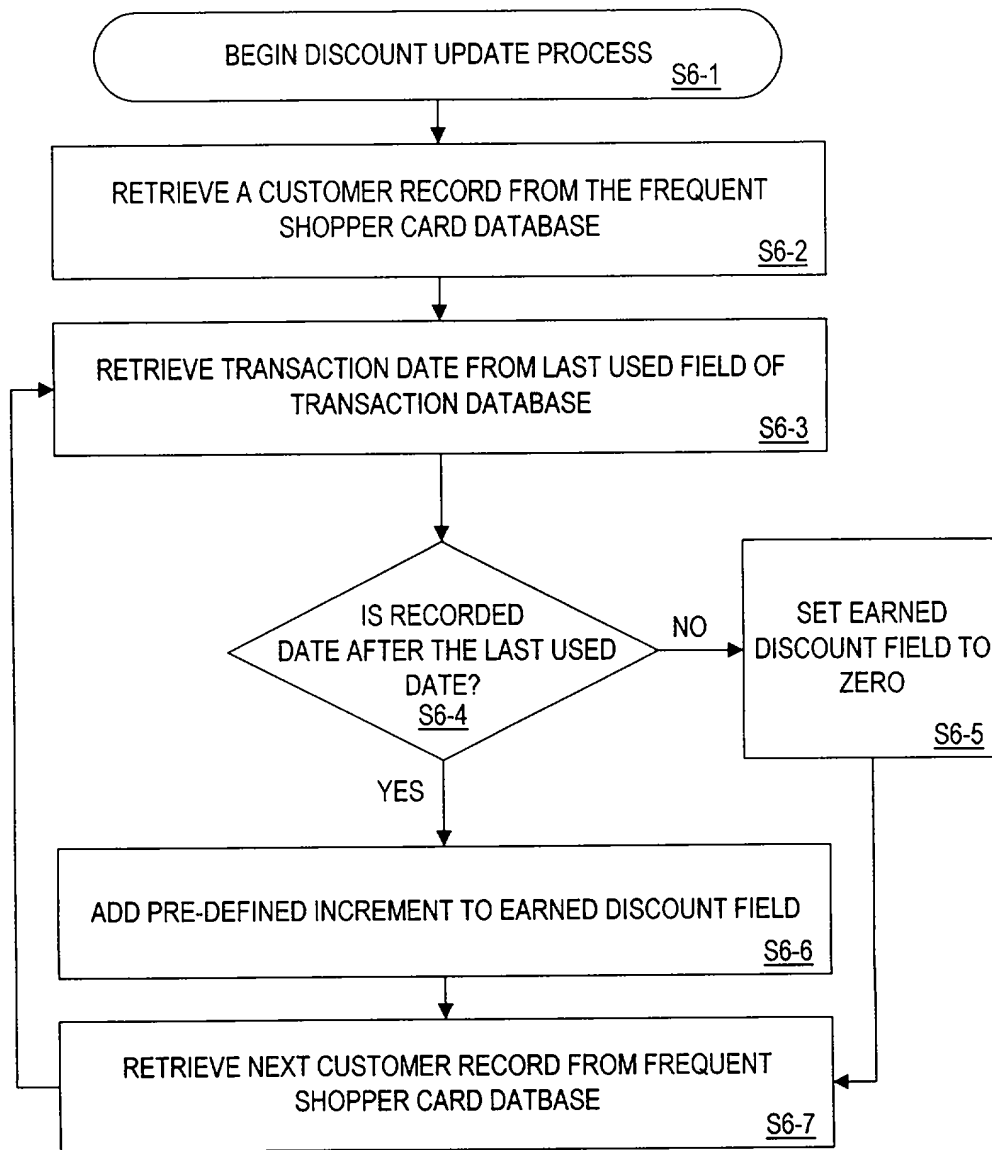 BEGIN DISCOUNT UPDATE PROCESS
S6-1
RETRIEVE A CUSTOMER RECORD FROM THE FREQUENT
SHOPPER CARD DATABASE
S6-2
RETRIEVE TRANSACTION DATE FROM LAST USED FIELD OF
TRANSACTION DATABASE
S6-3
IS RECORDED
DATE AFTER THE LAST USED
DATE?
S6-4
NO
SET EARNED
DISCOUNT FIELD TO
ZERO
S6-5
YES
ADD PRE-DEFINED INCREMENT TO EARNED DISCOUNT FIELD
S6-6
RETRIEVE NEXT CUSTOMER RECORD FROM FREQUENT
SHOPPER CARD DATBASE
S6-7